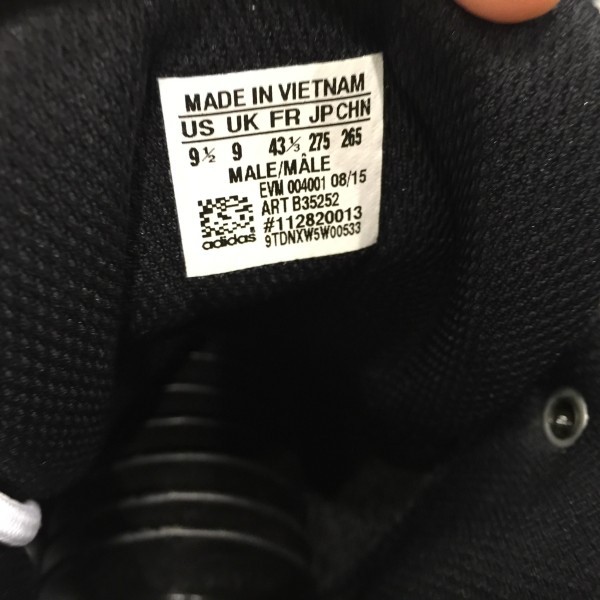 MADE IN VIETNAM
US UK FR JP CHN
9½ 9 43⅓ 275 265
MALE/MÂLE
EVM 004001 08/15
ART B35252
#112820013
adidas 9TDNXW5W00533